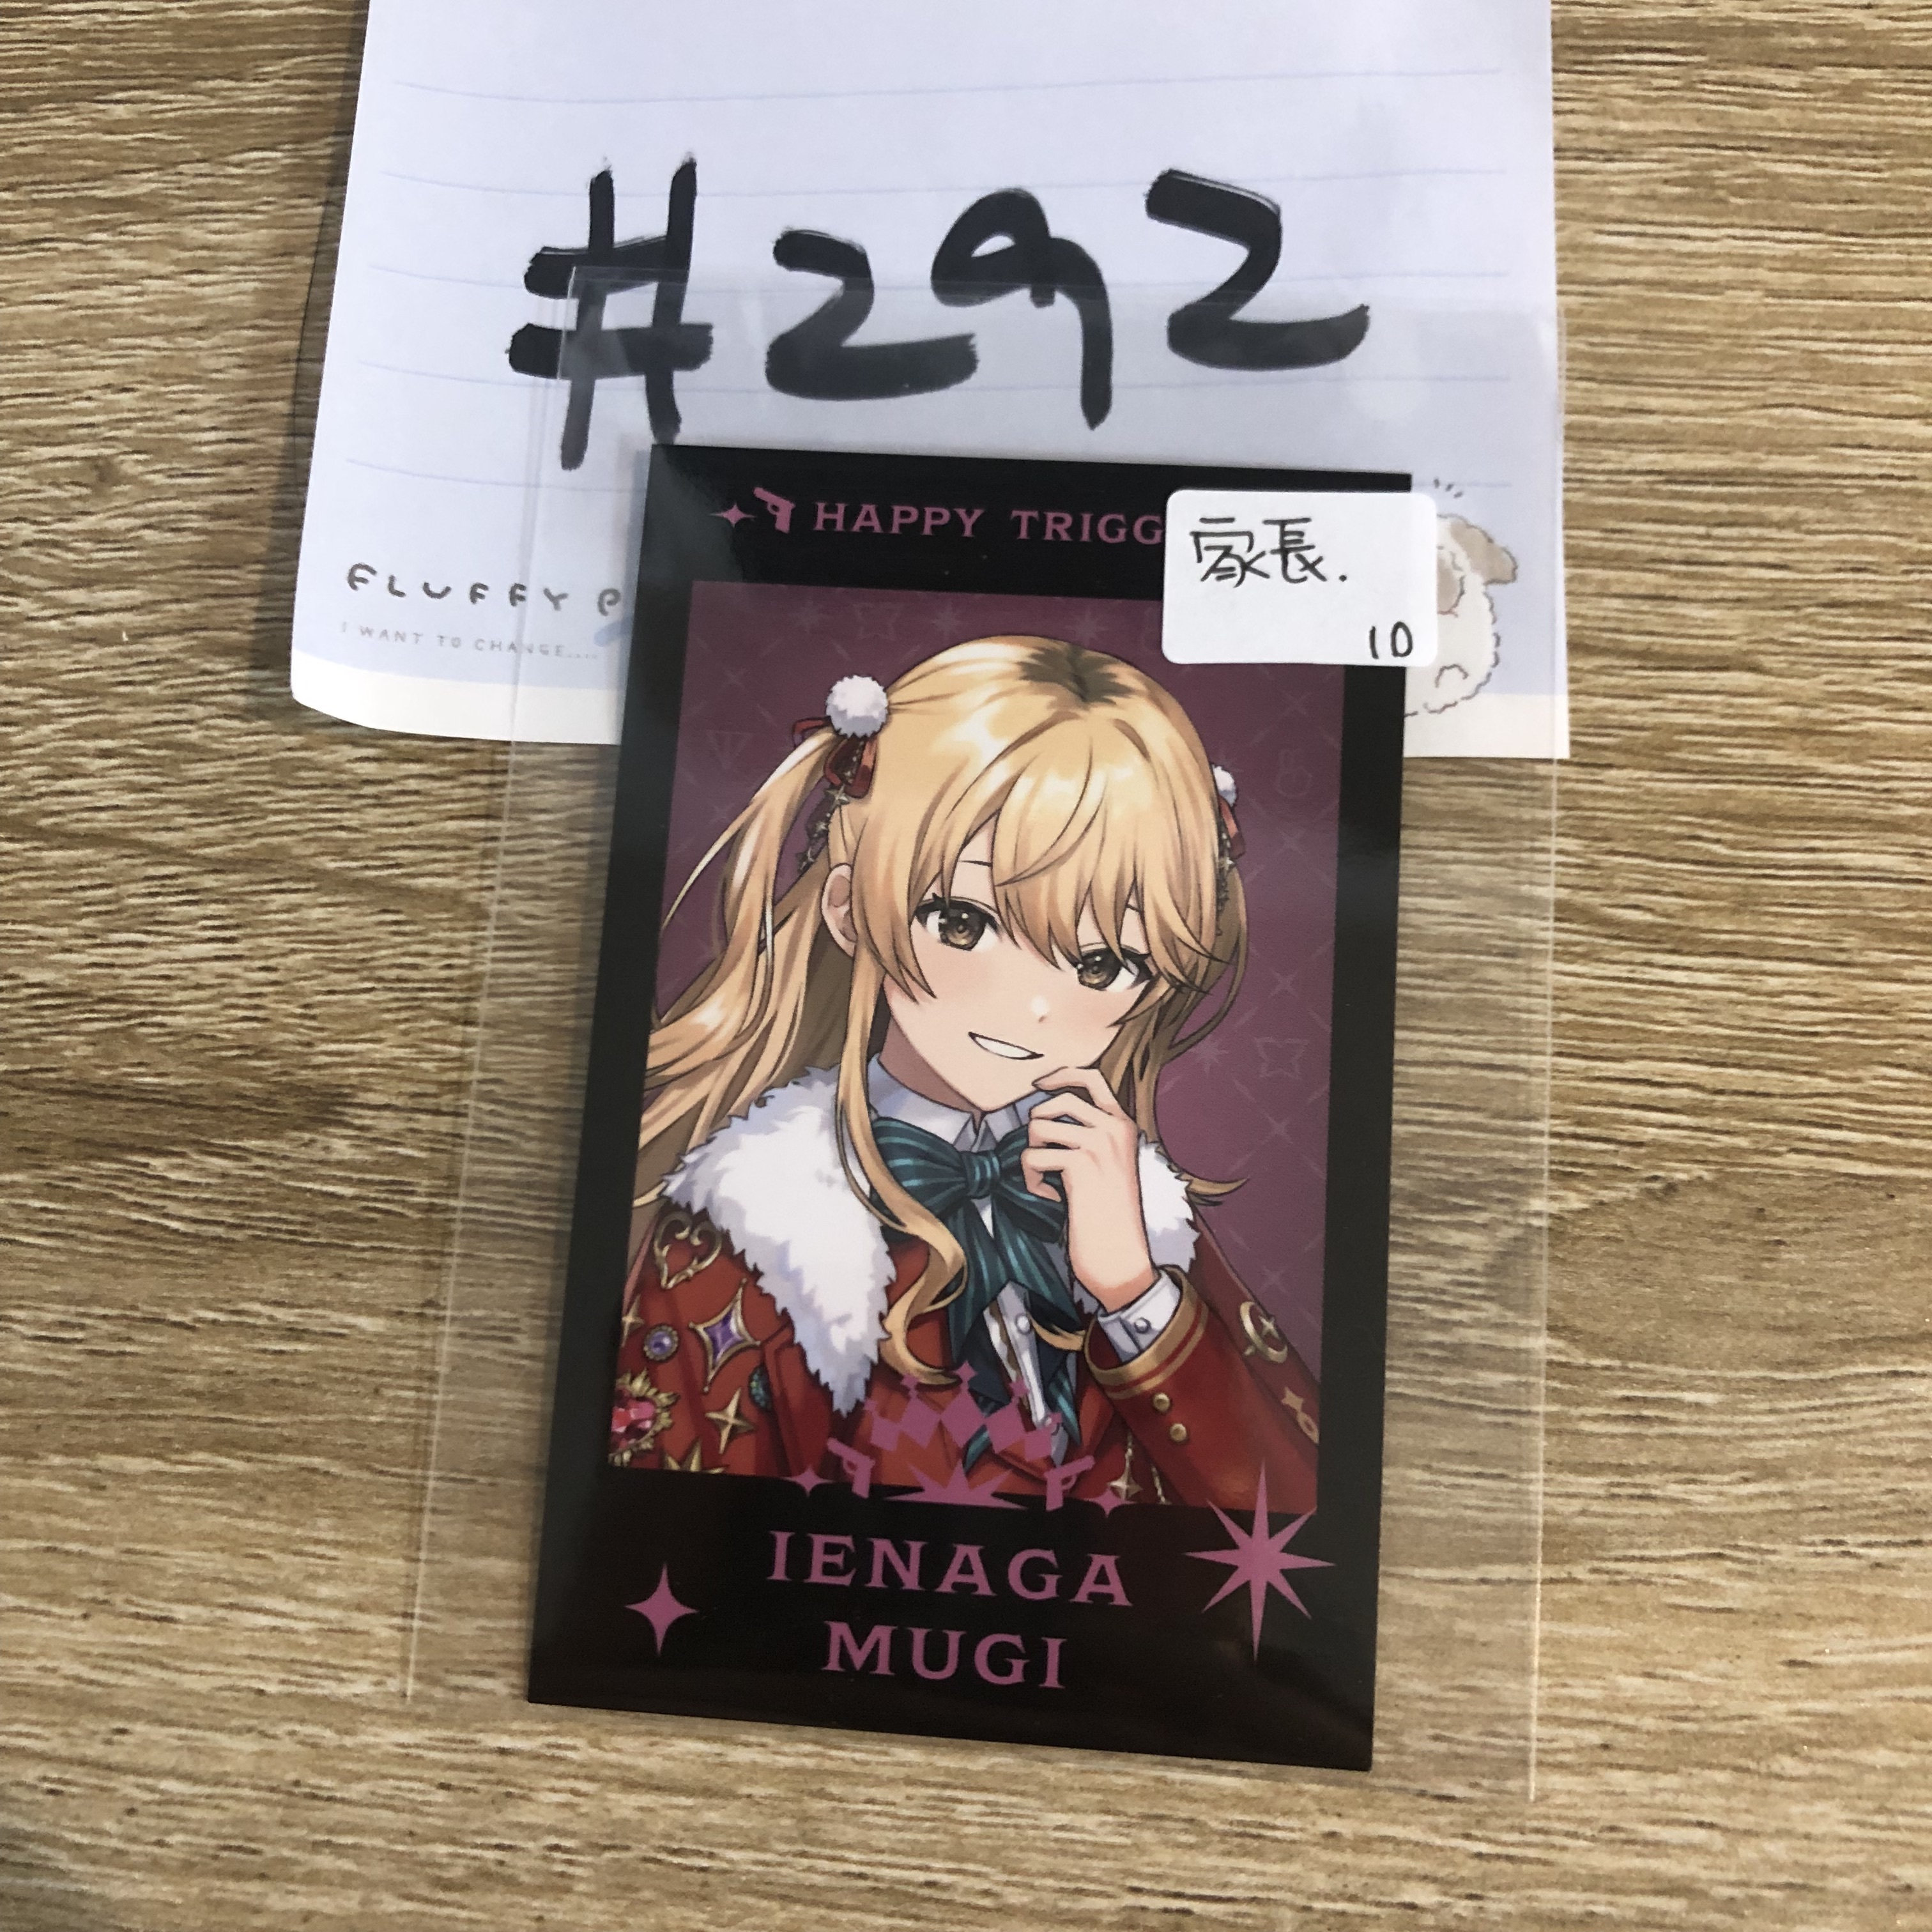 #292
HAPPY TRIGG
家長.
10
FLUFFY P
I WANT TO CHANGE....
IENAGA
MUGI